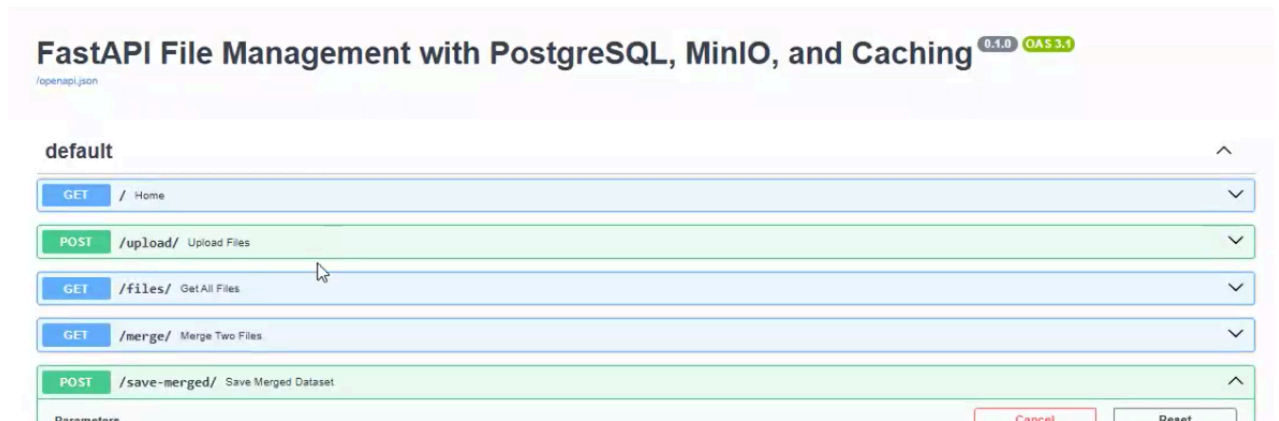 FastAPI File Management with PostgreSQL, MinIO, and Caching 0.1.0 OAS 3.1
/openapi.json
default
GET / Home
POST /upload/ Upload Files
GET /files/ Get All Files
GET /merge/ Merge Two Files
POST /save-merged/ Save Merged Dataset
Parameters Cancel Reset